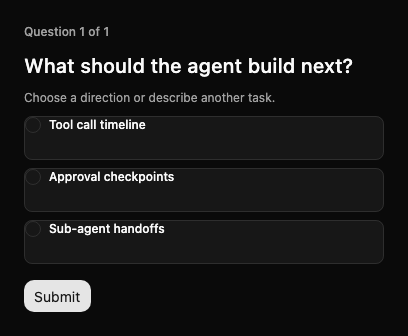 Question 1 of 1
What should the agent build next?
Choose a direction or describe another task.
Tool call timeline
Approval checkpoints
Sub-agent handoffs
Submit